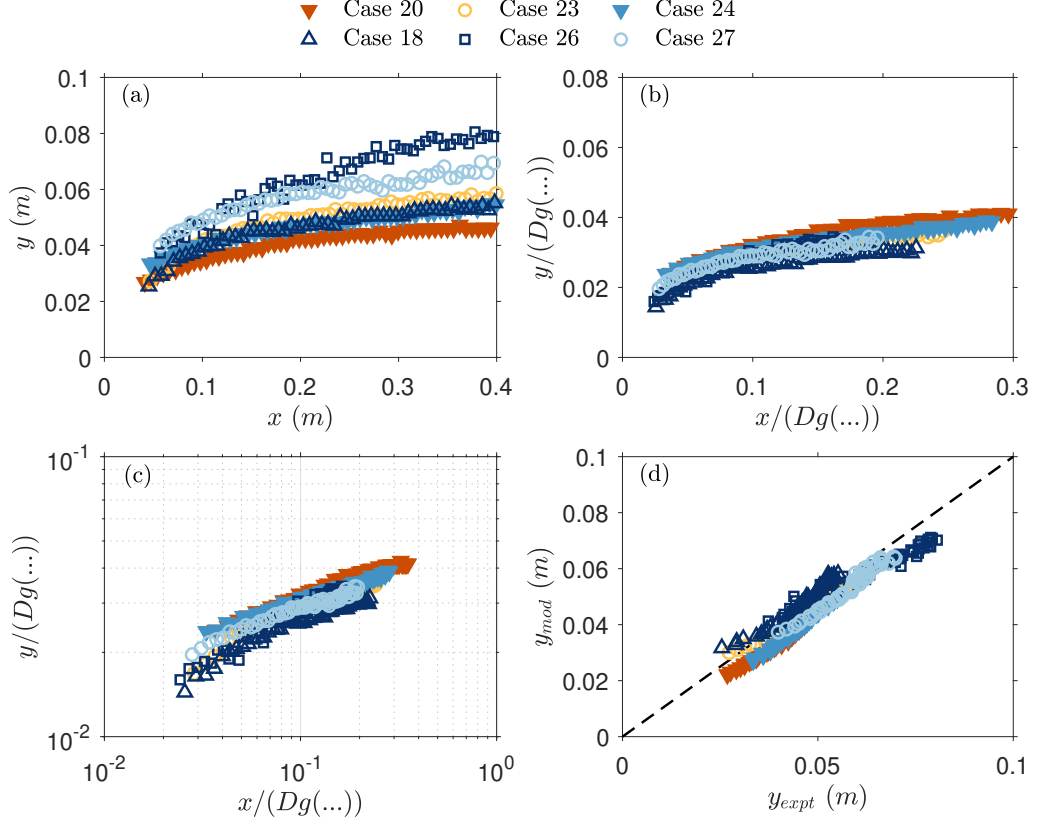 Case 20 Case 23 Case 24
Case 18 Case 26 Case 27
(a)
0.1
0.08
0.06
0.04
0.02
0
y (m)
0 0.1 0.2 0.3 0.4
x (m)
(b)
0.08
0.06
0.04
0.02
0
y/(Dg(...))
0 0.1 0.2 0.3
x/(Dg(...))
(c)
10⁻¹
10⁻²
y/(Dg(...))
10⁻² 10⁻¹ 10⁰
x/(Dg(...))
(d)
0.1
0.08
0.06
0.04
0.02
0
y_mod (m)
0 0.05 0.1
y_expt (m)